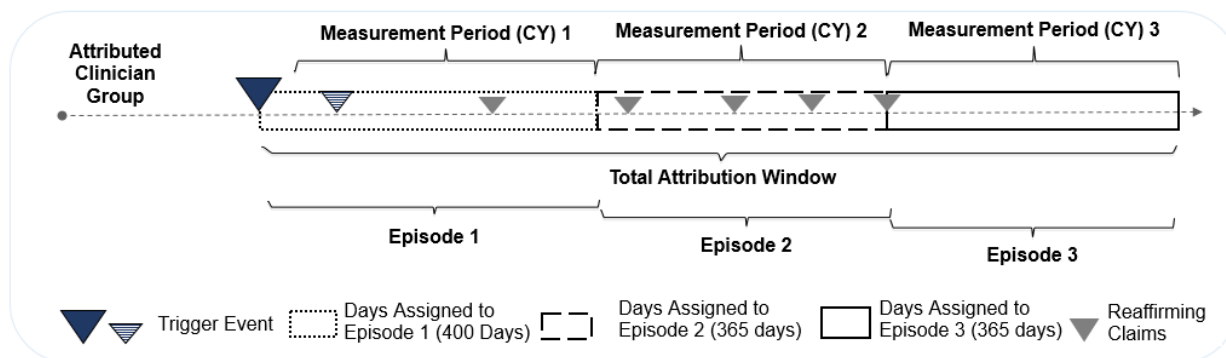 Measurement Period (CY) 1
Measurement Period (CY) 2
Measurement Period (CY) 3
Attributed
Clinician
Group
Total Attribution Window
Episode 1
Episode 2
Episode 3
Trigger Event
Days Assigned to
Episode 1 (400 Days)
Days Assigned to
Episode 2 (365 days)
Days Assigned to
Episode 3 (365 days)
Reaffirming
Claims